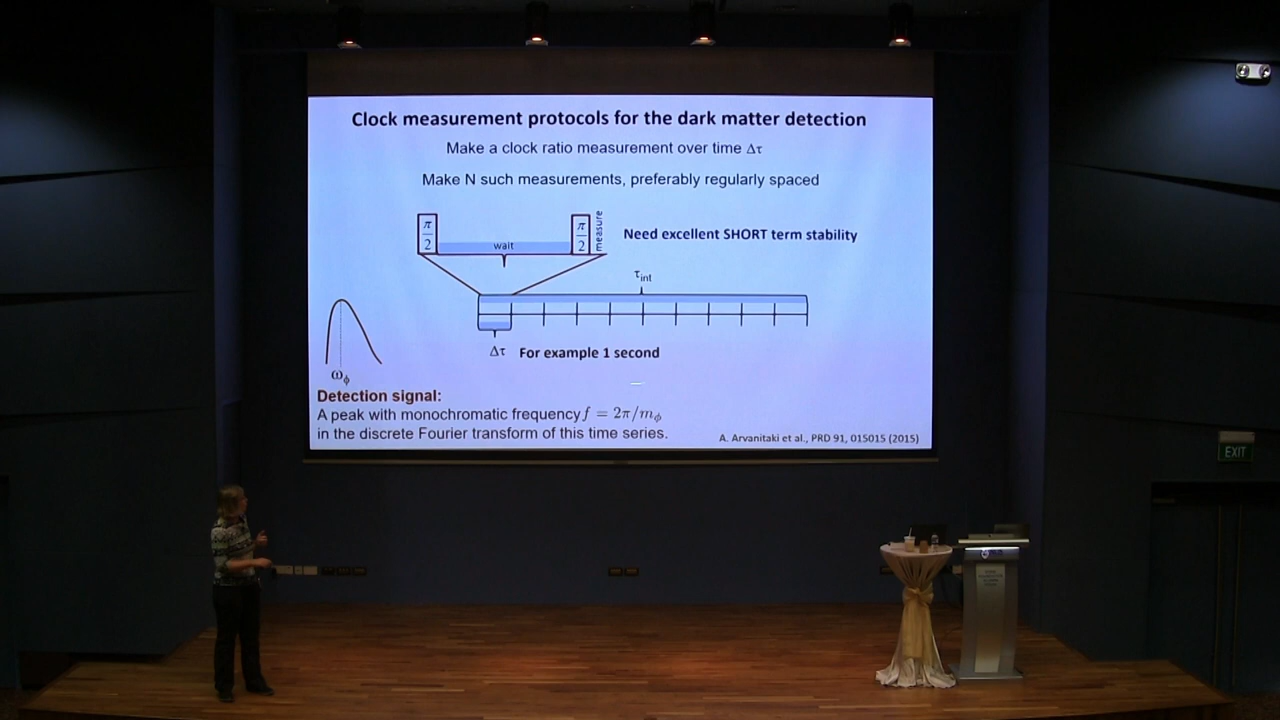 Clock measurement protocols for the dark matter detection
Make a clock ratio measurement over time Δτ
Make N such measurements, preferably regularly spaced
π/2
wait
π/2
measure
Need excellent SHORT term stability
τint
Δτ
For example 1 second
ωϕ
Detection signal:
A peak with monochromatic frequency f = 2π/mϕ
in the discrete Fourier transform of this time series.
A. Arvanitaki et al., PRD 91, 015015 (2015)
EXIT